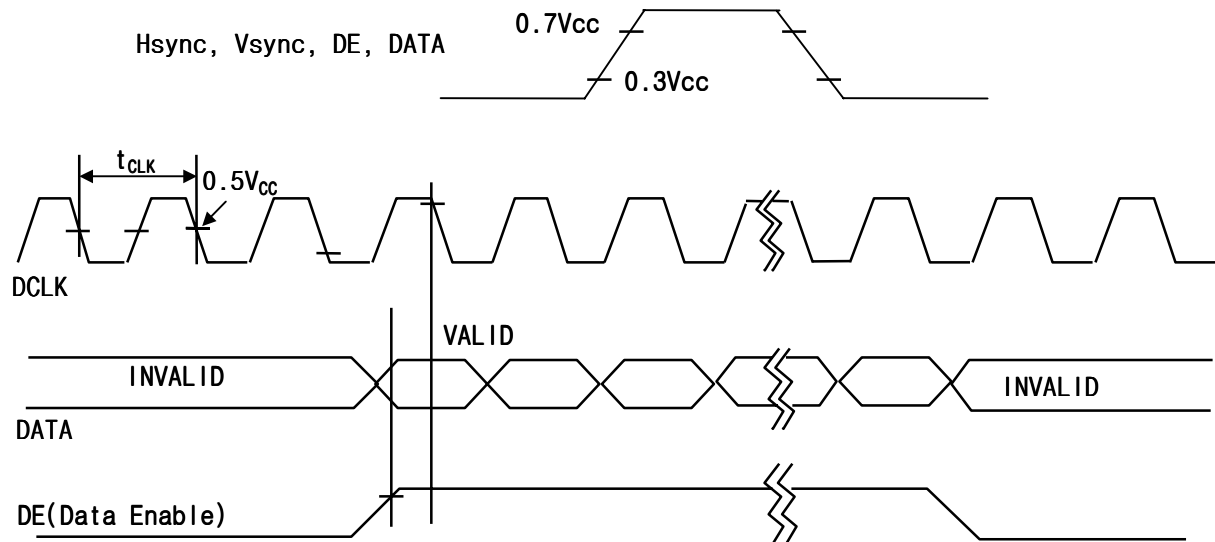 0.7Vcc
Hsync, Vsync, DE, DATA
0.3Vcc
tCLK
0.5VCC
DCLK
VALID
INVALID
INVALID
DATA
DE(Data Enable)